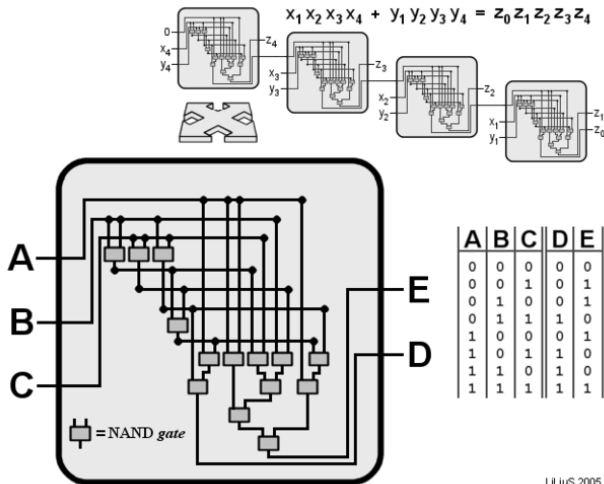 x1 x2 x3 x4 + y1 y2 y3 y4 = z0 z1 z2 z3 z4
0
x4
y4
z4
x3
y3
z3
x2
y2
z2
x1
y1
z1
z0
A
B
C
E
D
= NAND gate
A B C D E
0 0 0 0 0
0 0 1 0 1
0 1 0 0 1
0 1 1 1 0
1 0 0 0 1
1 0 1 1 0
1 1 0 1 0
1 1 1 1 1
LiLjuS 2005